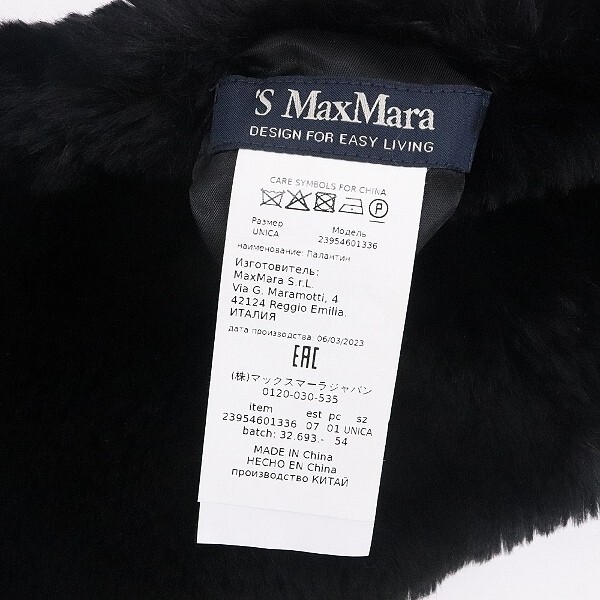 'S MaxMara
DESIGN FOR EASY LIVING
CARE SYMBOLS FOR CHINA
P
Размер Модель
UNICA 23954601336
наименование: Палантин
Изготовитель:
MaxMara S.r.L.
Via G. Maramotti, 4
42124 Reggio Emilia.
ИТАЛИЯ
дата производства: 06/03/2023
EAC
(株)マックスマーラジャパン
0120-030-535
item est pc sz
23954601336 07 01 UNICA
batch: 32.693.- 54
MADE IN China
HECHO EN China
производство КИТАЙ